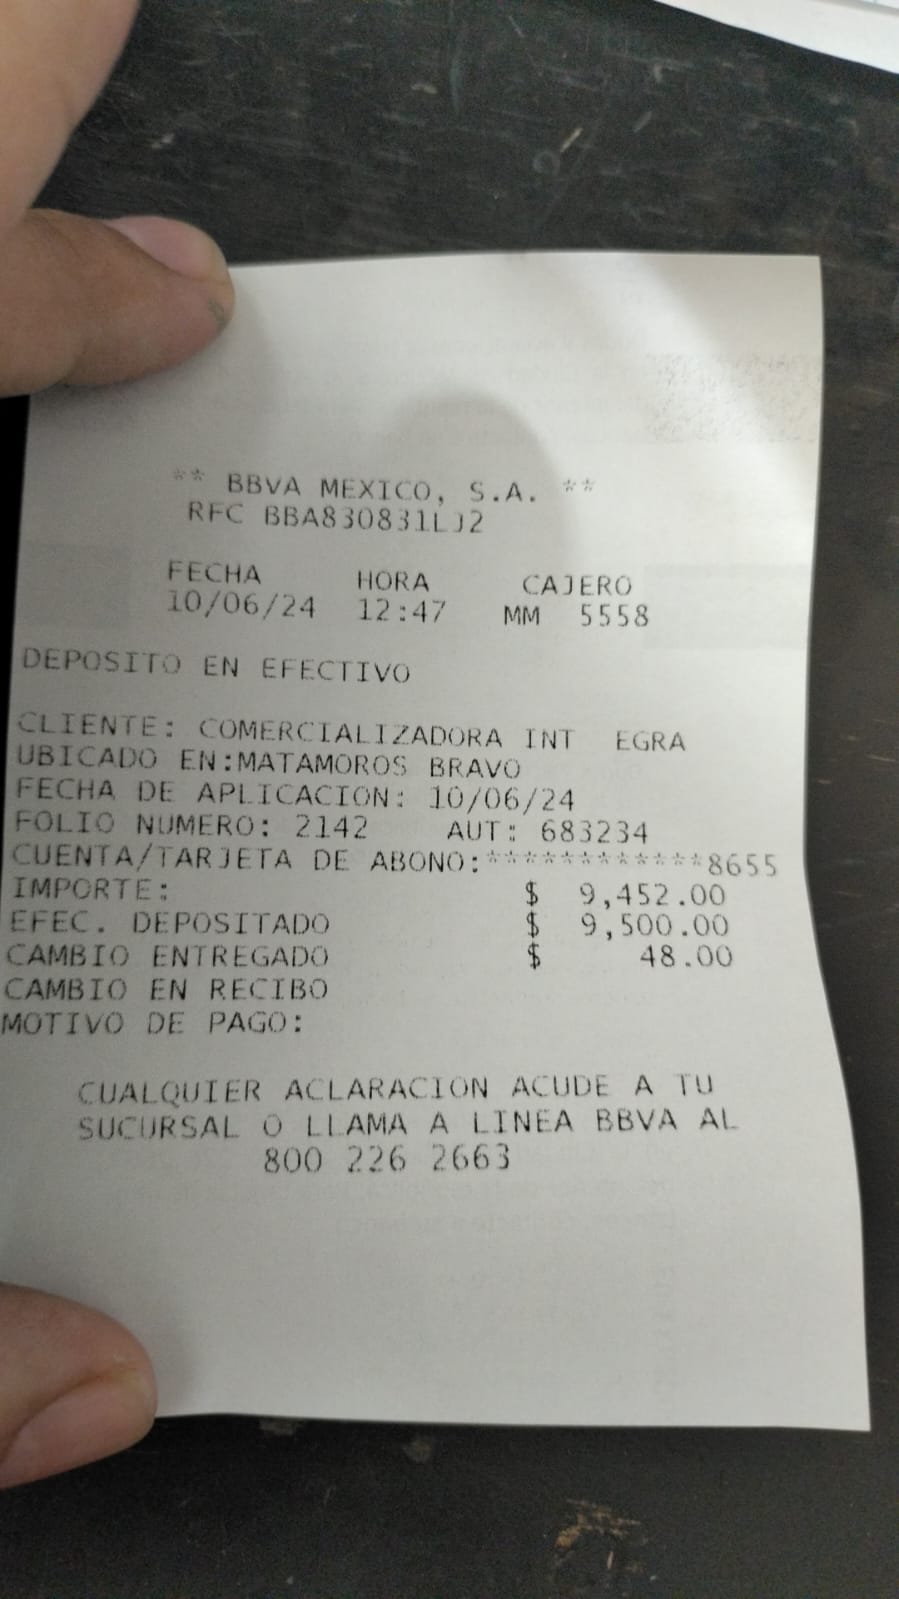 ** BBVA MEXICO, S.A. **
RFC BBA830831LJ2
FECHA HORA CAJERO
10/06/24 12:47 MM 5558
DEPOSITO EN EFECTIVO
CLIENTE: COMERCIALIZADORA INT EGRA
UBICADO EN:MATAMOROS BRAVO
FECHA DE APLICACION: 10/06/24
FOLIO NUMERO: 2142 AUT: 683234
CUENTA/TARJETA DE ABONO:************8655
IMPORTE: $ 9,452.00
EFEC. DEPOSITADO $ 9,500.00
CAMBIO ENTREGADO $ 48.00
CAMBIO EN RECIBO
MOTIVO DE PAGO:
CUALQUIER ACLARACION ACUDE A TU
SUCURSAL O LLAMA A LINEA BBVA AL
800 226 2663